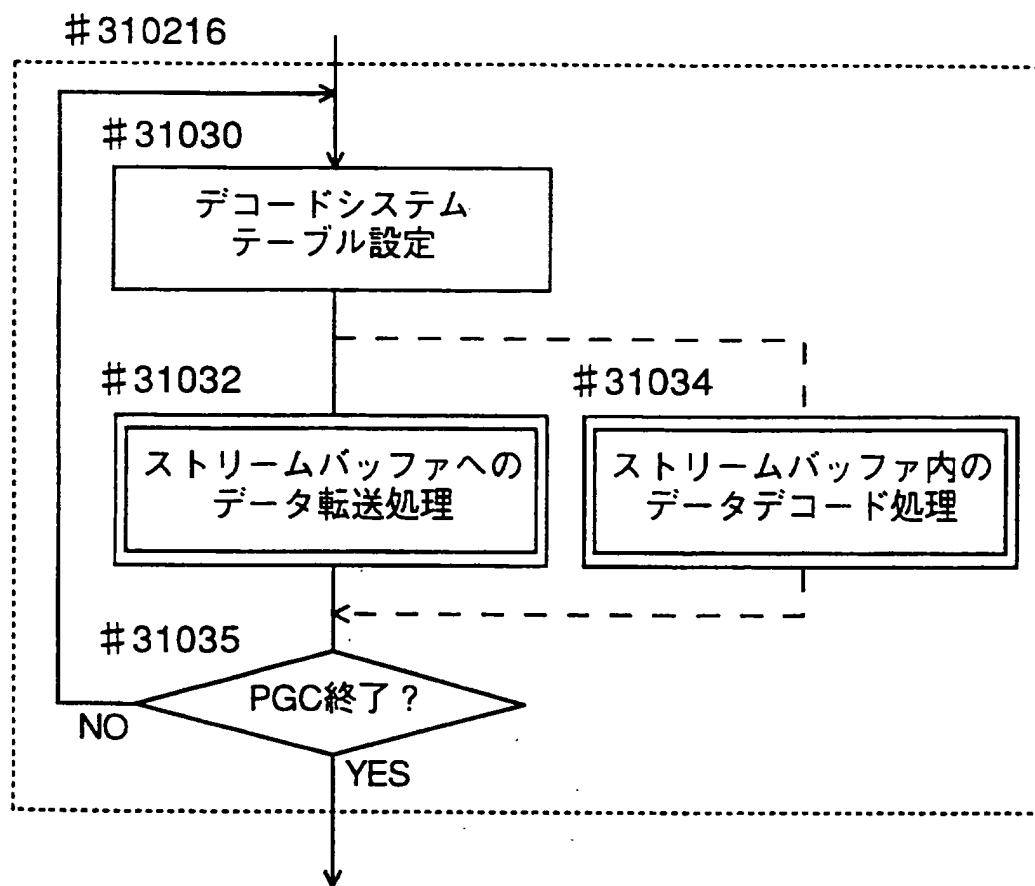 #310216
#31030
デコードシステム
テーブル設定
#31032
#31034
ストリームバッファへの
データ転送処理
ストリームバッファ内の
データデコード処理
#31035
PGC終了?
NO
YES